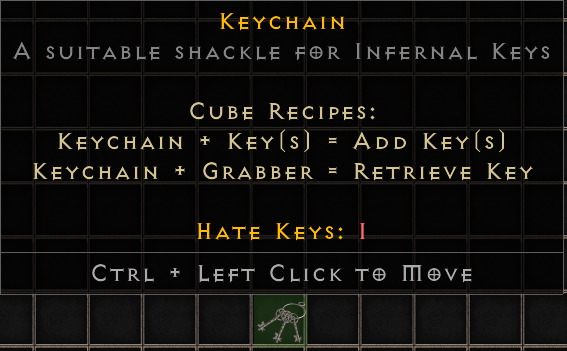 Keychain
A suitable shackle for Infernal Keys
Cube Recipes:
Keychain + Key(s) = Add Key(s)
Keychain + Grabber = Retrieve Key
Hate Keys: 1
Ctrl + Left Click to Move